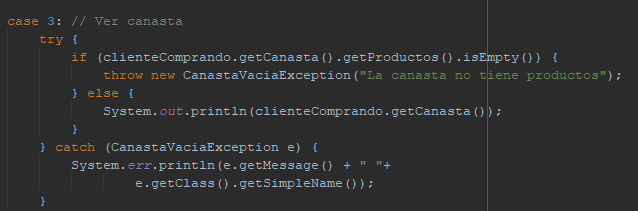 case 3: // Ver canasta
try {
if (clienteComprando.getCanasta().getProductos().isEmpty()) {
throw new CanastaVaciaException("La canasta no tiene productos");
} else {
System.out.println(clienteComprando.getCanasta());
}
} catch (CanastaVaciaException e) {
System.err.println(e.getMessage() + " "+
e.getClass().getSimpleName());
}